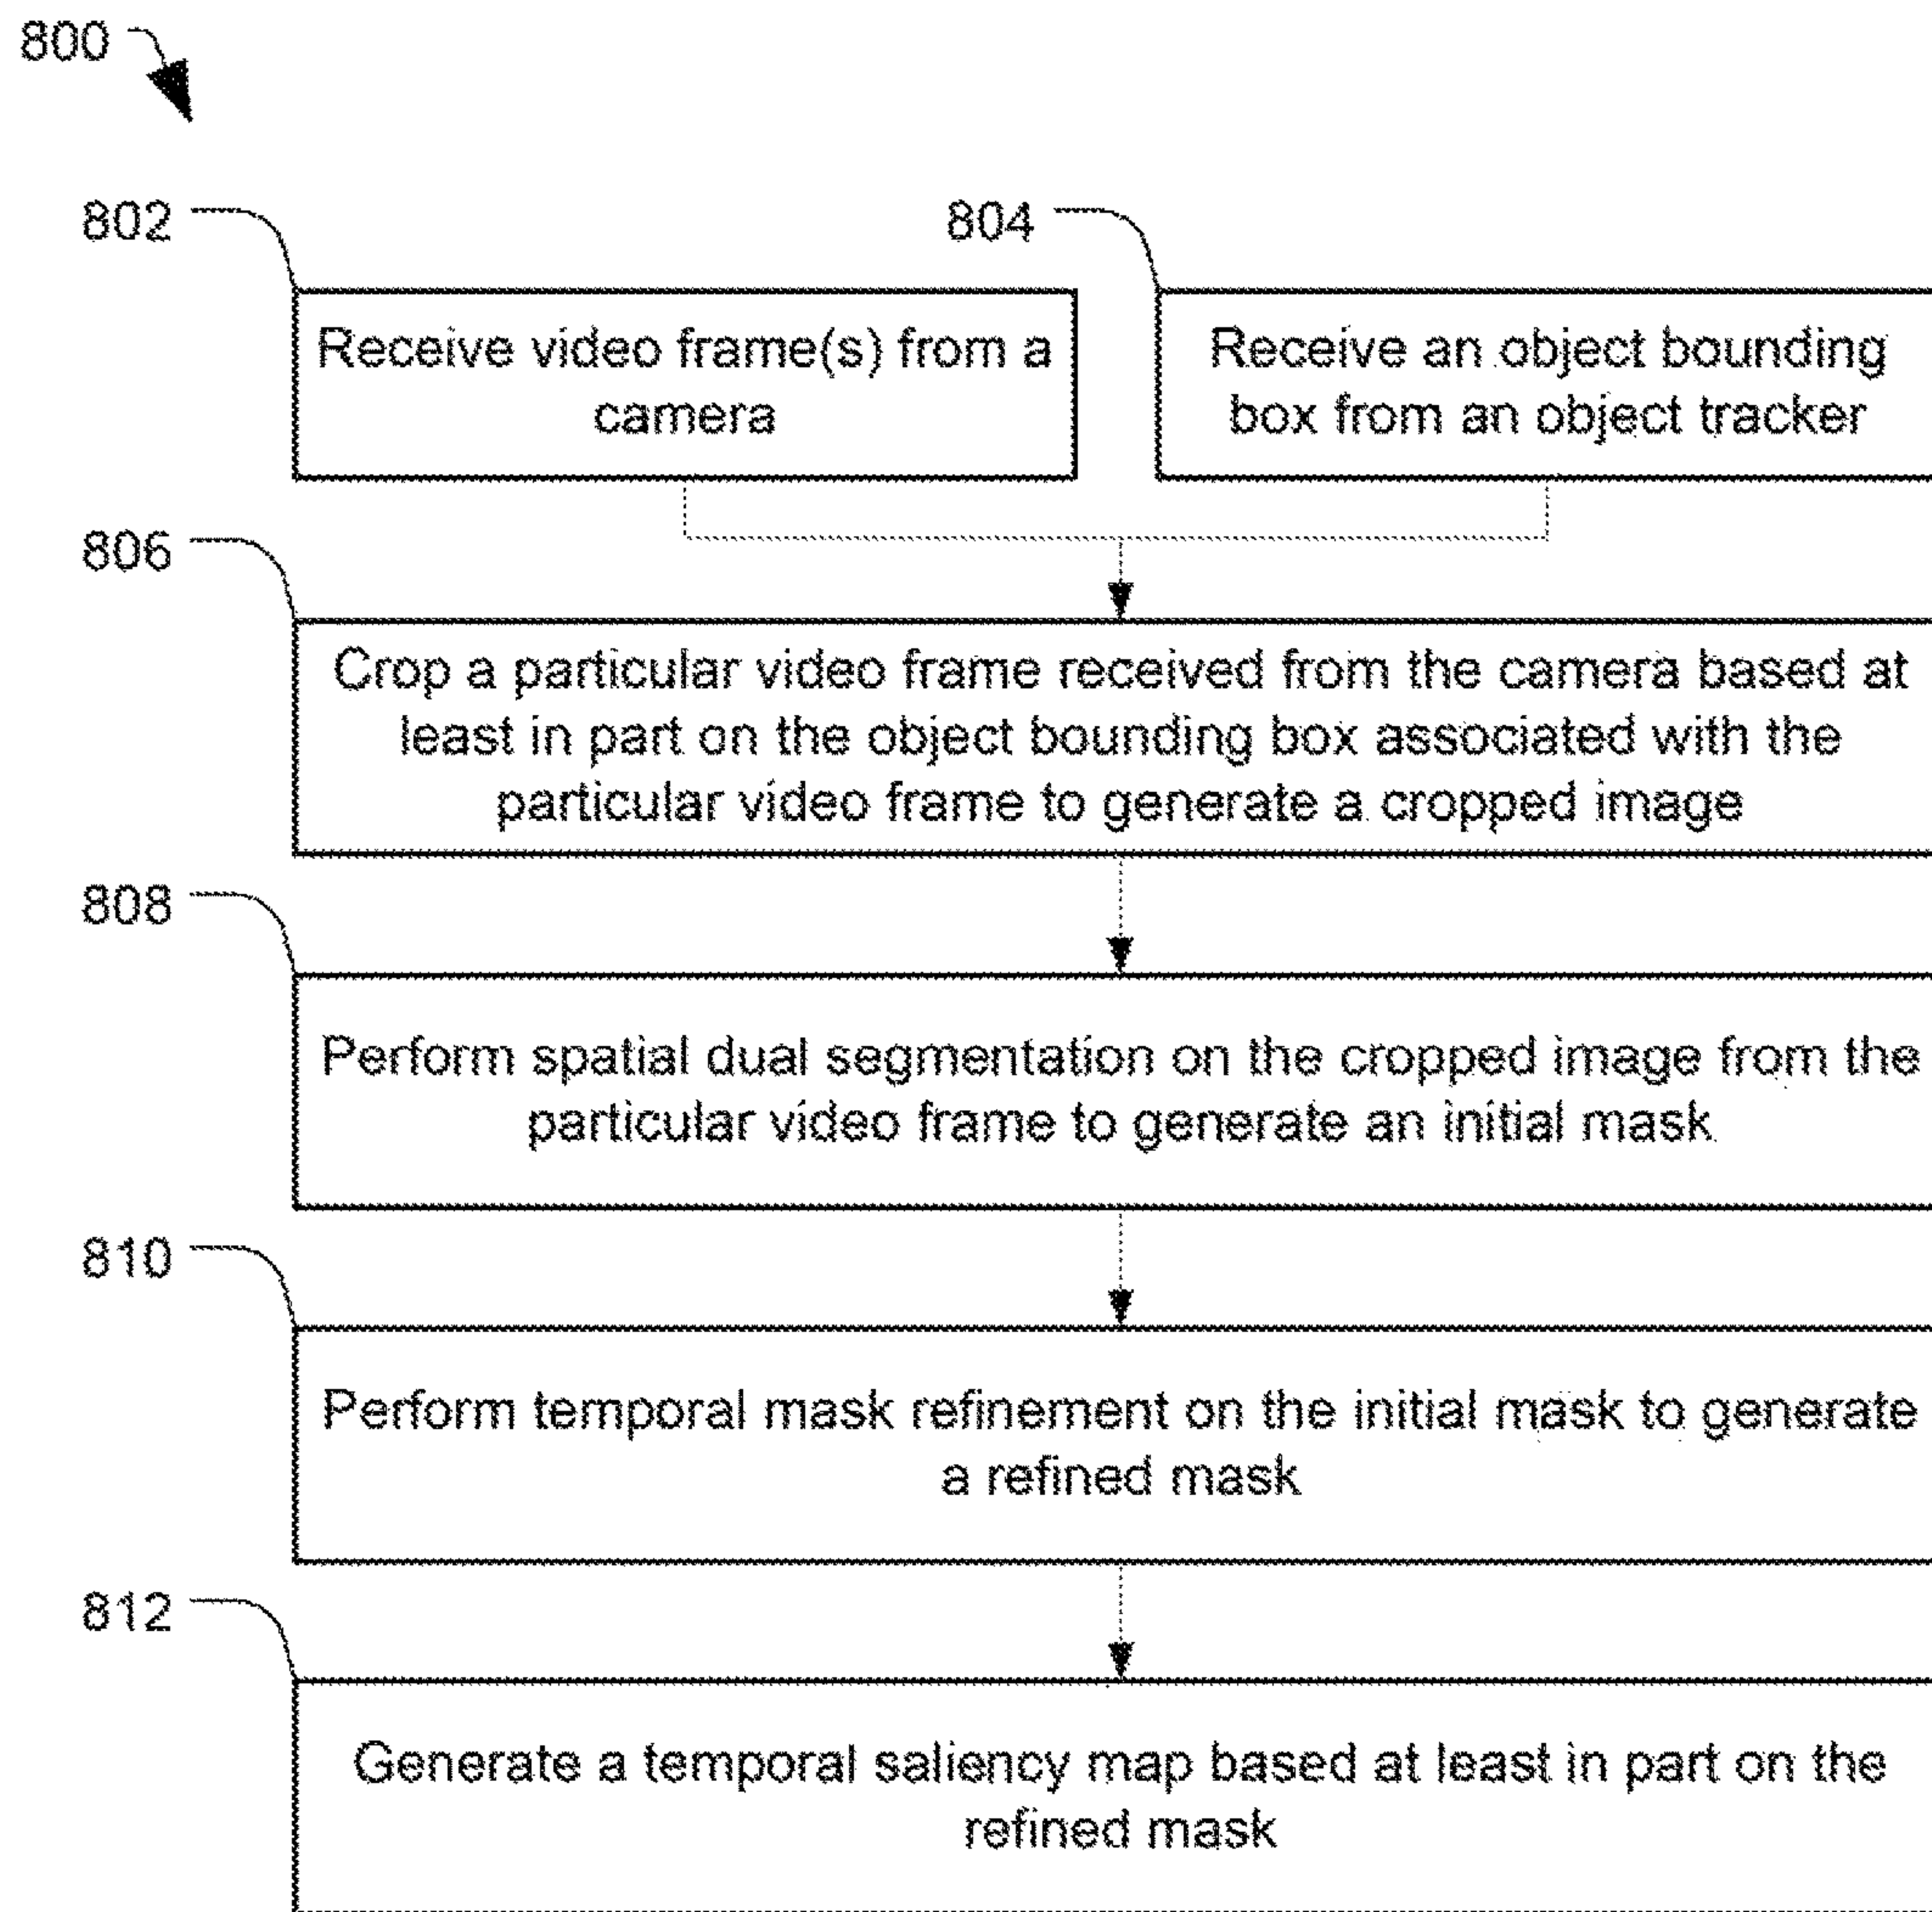 800
802
804
Receive video frame(s) from a
camera
Receive an object bounding
box from an object tracker
806
Crop a particular video frame received from the camera based at
least in part on the object bounding box associated with the
particular video frame to generate a cropped image
808
Perform spatial dual segmentation on the cropped image from the
particular video frame to generate an initial mask
810
Perform temporal mask refinement on the initial mask to generate
a refined mask
812
Generate a temporal saliency map based at least in part on the
refined mask